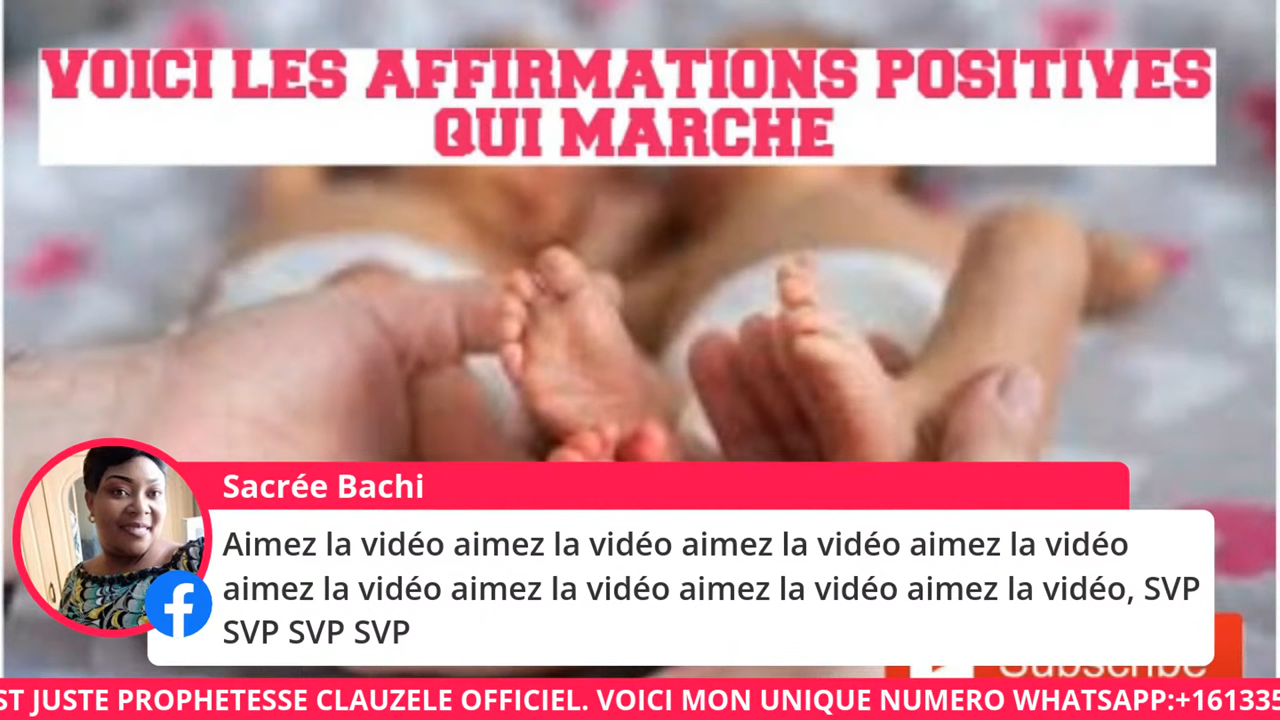 VOICI LES AFFIRMATIONS POSITIVES
QUI MARCHE
Sacrée Bachi
Aimez la vidéo aimez la vidéo aimez la vidéo aimez la vidéo
aimez la vidéo aimez la vidéo aimez la vidéo aimez la vidéo, SVP
SVP SVP SVP
Subscribe
ST JUSTE PROPHETESSE CLAUZELE OFFICIEL. VOICI MON UNIQUE NUMERO WHATSAPP:+161335